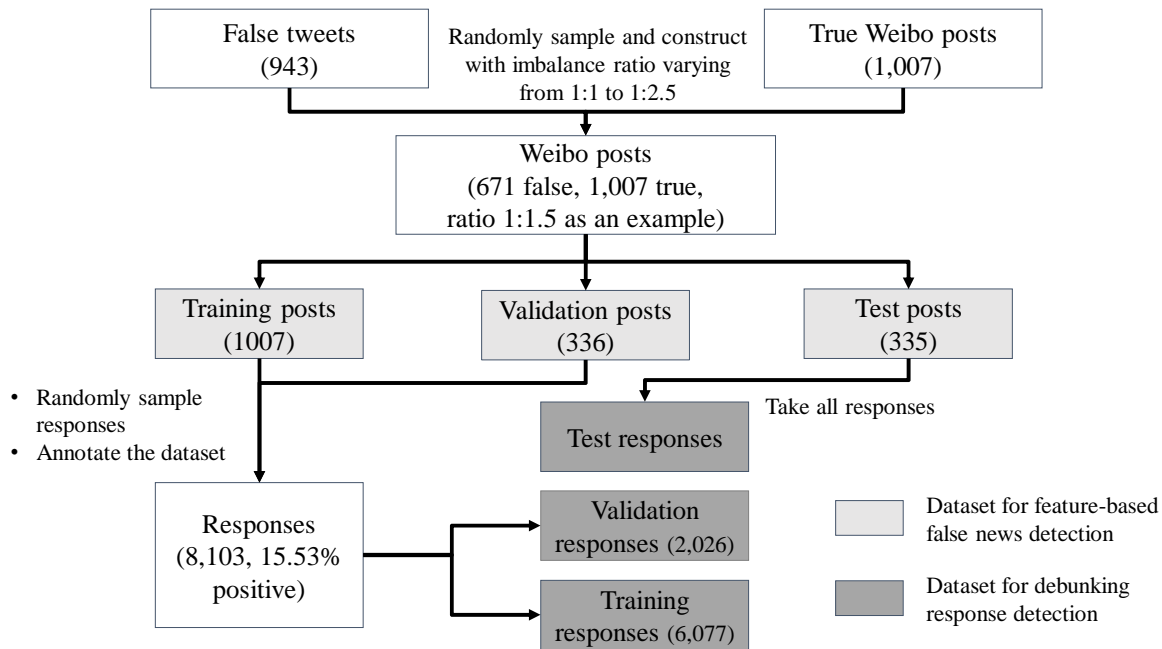 False tweets
(943)
Randomly sample and construct
with imbalance ratio varying
from 1:1 to 1:2.5
True Weibo posts
(1,007)
Weibo posts
(671 false, 1,007 true,
ratio 1:1.5 as an example)
Training posts
(1007)
Validation posts
(336)
Test posts
(335)
• Randomly sample
responses
• Annotate the dataset
Take all responses
Test responses
Responses
(8,103, 15.53%
positive)
Validation
responses (2,026)
Training
responses (6,077)
Dataset for feature-based
false news detection
Dataset for debunking
response detection